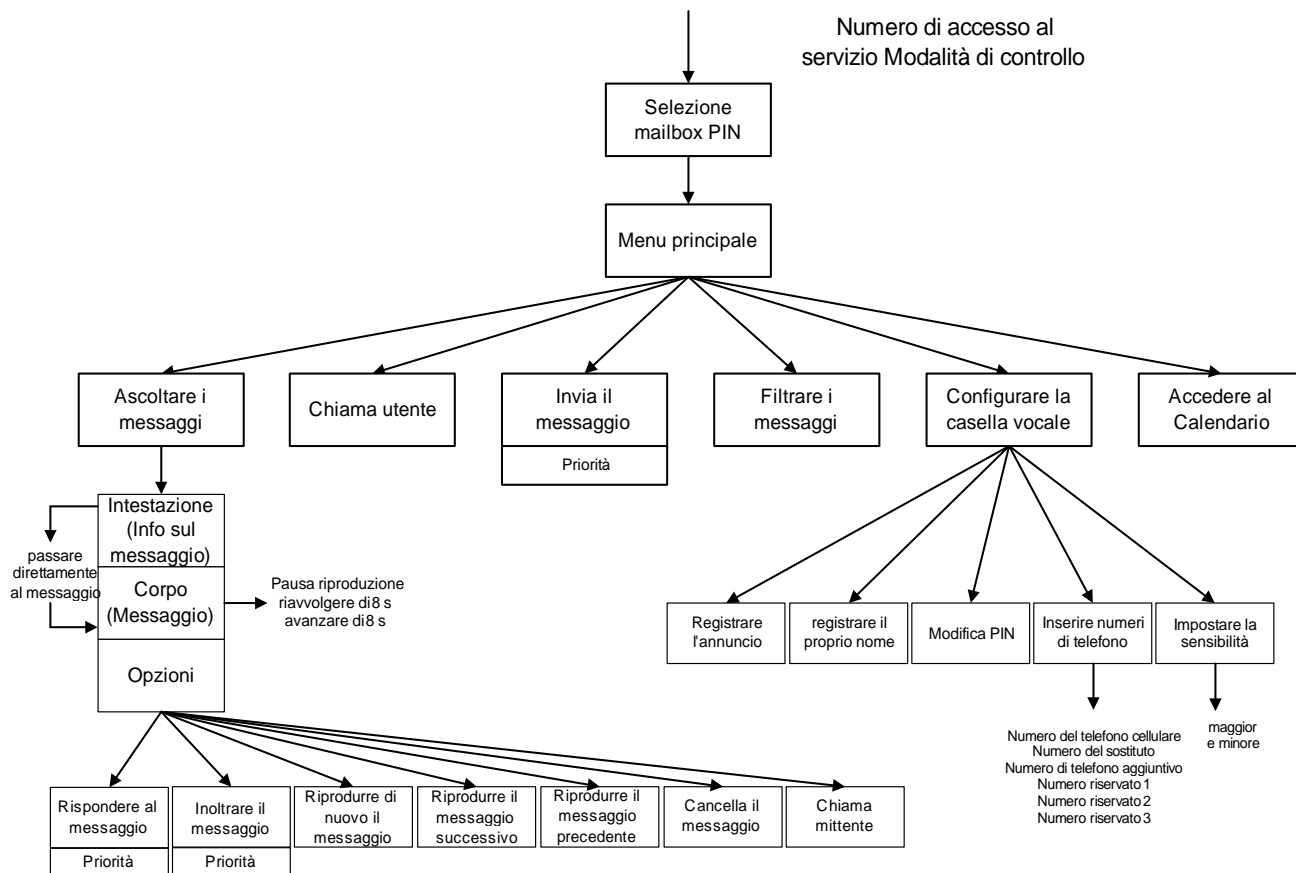 Numero di accesso al
servizio Modalità di controllo
Selezione
mailbox PIN
Menu principale
Ascoltare i
messaggi
Chiama utente
Invia il
messaggio
Priorità
Filtrare i
messaggi
Configurare la
casella vocale
Accedere al
Calendario
Intestazione
(Info sul
messaggio)
passare
direttamente
al messaggio
Corpo
(Messaggio)
Pausa riproduzione
riavvolgere di 8 s
avanzare di 8 s
Opzioni
Registrare
l'annuncio
registrare il
proprio nome
Modifica PIN
Inserire numeri
di telefono
Impostare la
sensibilità
Numero del telefono cellulare
Numero del sostituto
Numero di telefono aggiuntivo
Numero riservato 1
Numero riservato 2
Numero riservato 3
maggior
e minore
Rispondere al
messaggio
Priorità
Inoltrare il
messaggio
Priorità
Riprodurre di
nuovo il
messaggio
Riprodurre il
messaggio
successivo
Riprodurre il
messaggio
precedente
Cancella il
messaggio
Chiama
mittente